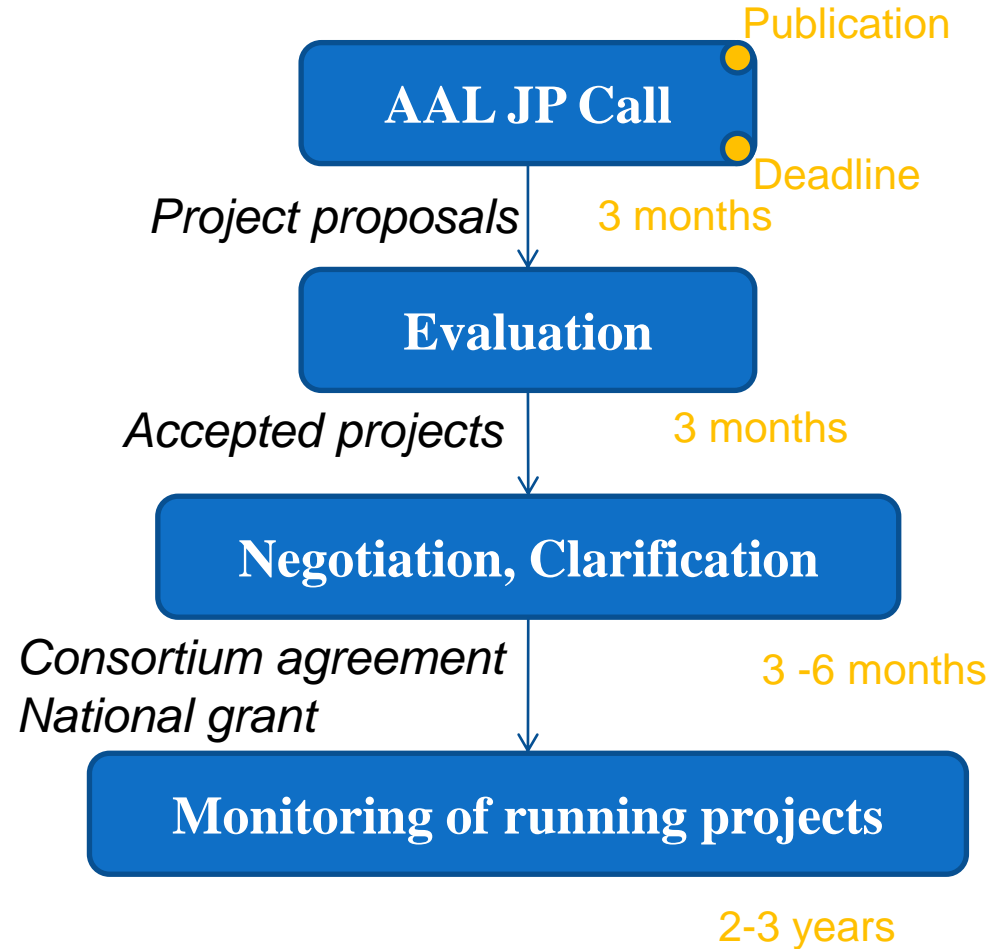 Publication
AAL JP Call
Deadline
Project proposals
3 months
Evaluation
Accepted projects
3 months
Negotiation, Clarification
Consortium agreement
National grant
3 -6 months
Monitoring of running projects
2-3 years